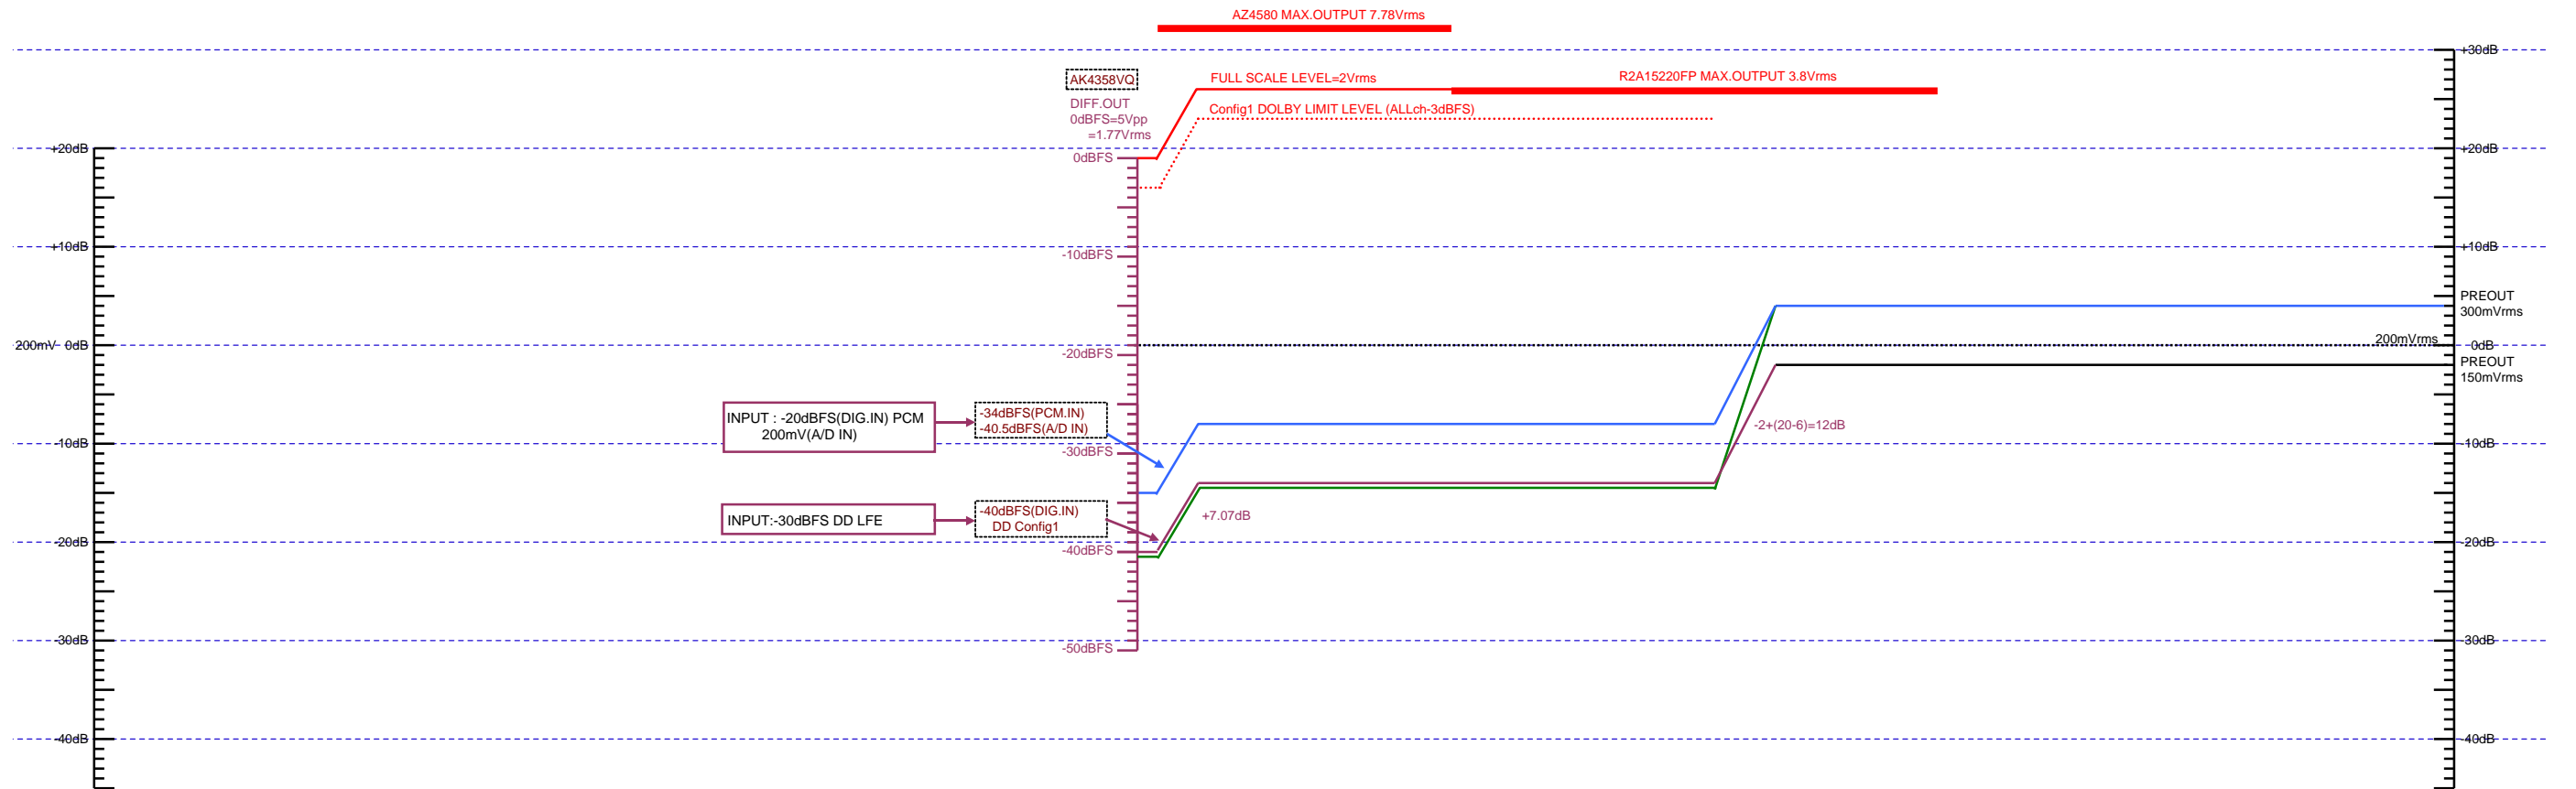 AZ4580 MAX.OUTPUT 7.78Vrms
+30dB
AK4358VQ
FULL SCALE LEVEL=2Vrms
R2A15220FP MAX.OUTPUT 3.8Vrms
DIFF.OUT
0dBFS=5Vpp
=1.77Vrms
Config1 DOLBY LIMIT LEVEL (ALLch-3dBFS)
+20dB
0dBFS
+20dB
+10dB
-10dBFS
+10dB
PREOUT
300mVrms
200mV 0dB
-20dBFS
200mVrms
0dB
PREOUT
150mVrms
INPUT : -20dBFS(DIG.IN) PCM
200mV(A/D IN)
-34dBFS(PCM.IN)
-40.5dBFS(A/D IN)
-2+(20-6)=12dB
-10dB
-30dBFS
-10dB
INPUT:-30dBFS DD LFE
-40dBFS(DIG.IN)
DD Config1
+7.07dB
-20dB
-40dBFS
-20dB
-30dB
-50dBFS
-30dB
-40dB
-40dB